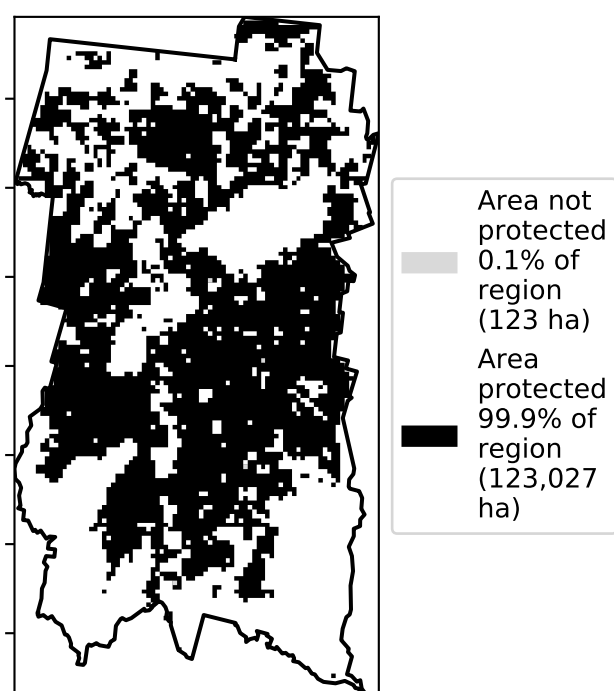 Area not
protected
0.1% of
region
(123 ha)
Area
protected
99.9% of
region
(123,027
ha)